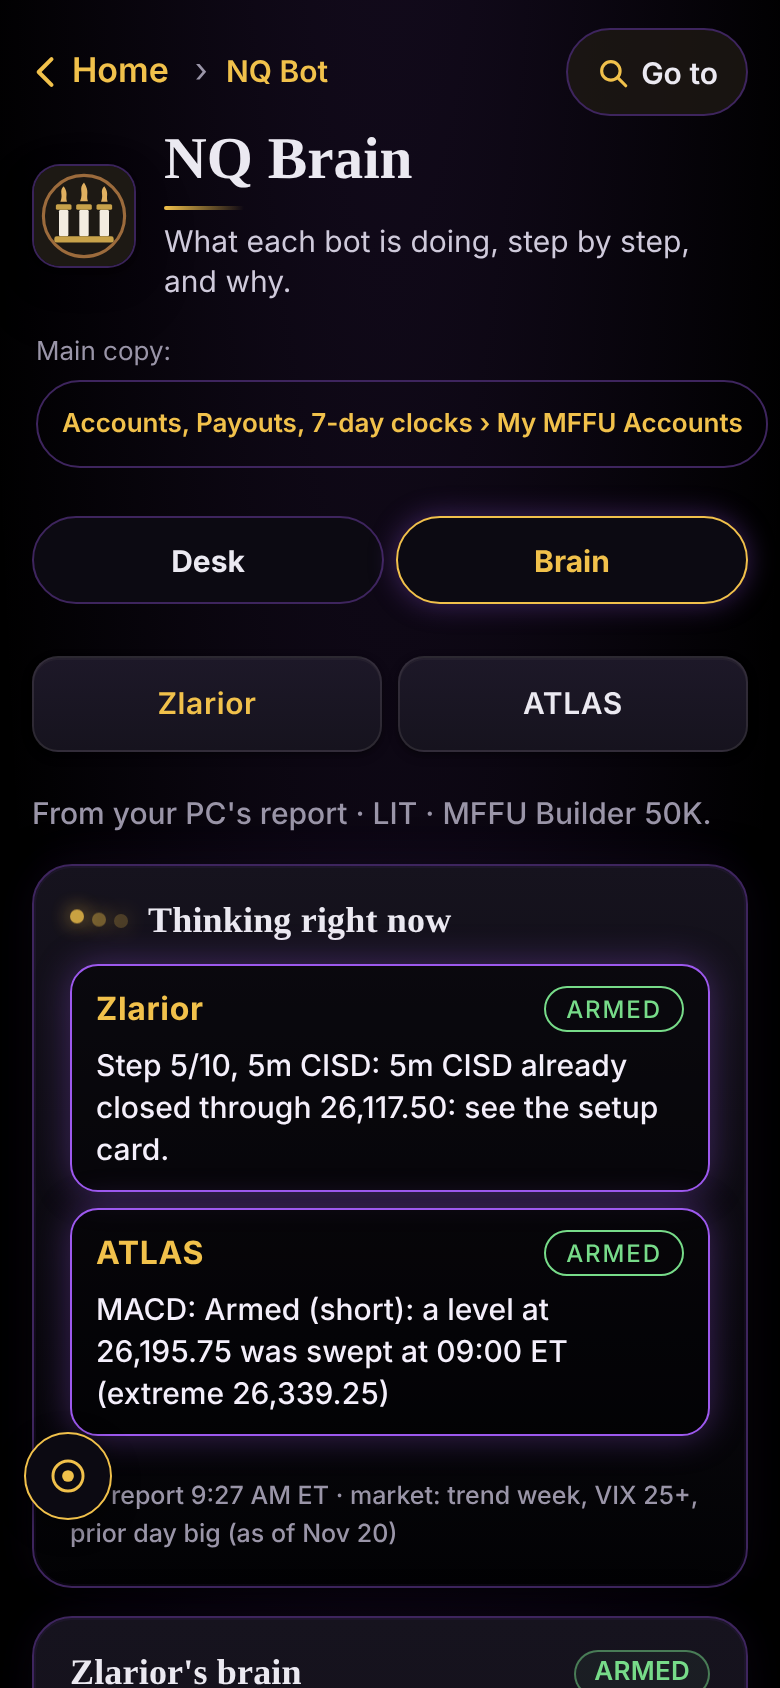 Home › NQ Bot
Go to
NQ Brain
What each bot is doing, step by step,
and why.
Main copy:
Accounts, Payouts, 7-day clocks › My MFFU Accounts
Desk
Brain
Zlarior
ATLAS
From your PC's report · LIT · MFFU Builder 50K.
Thinking right now
Zlarior
ARMED
Step 5/10, 5m CISD: 5m CISD already
closed through 26,117.50: see the setup
card.
ATLAS
ARMED
MACD: Armed (short): a level at
26,195.75 was swept at 09:00 ET
(extreme 26,339.25)
report 9:27 AM ET · market: trend week, VIX 25+,
prior day big (as of Nov 20)
Zlarior's brain
ARMED